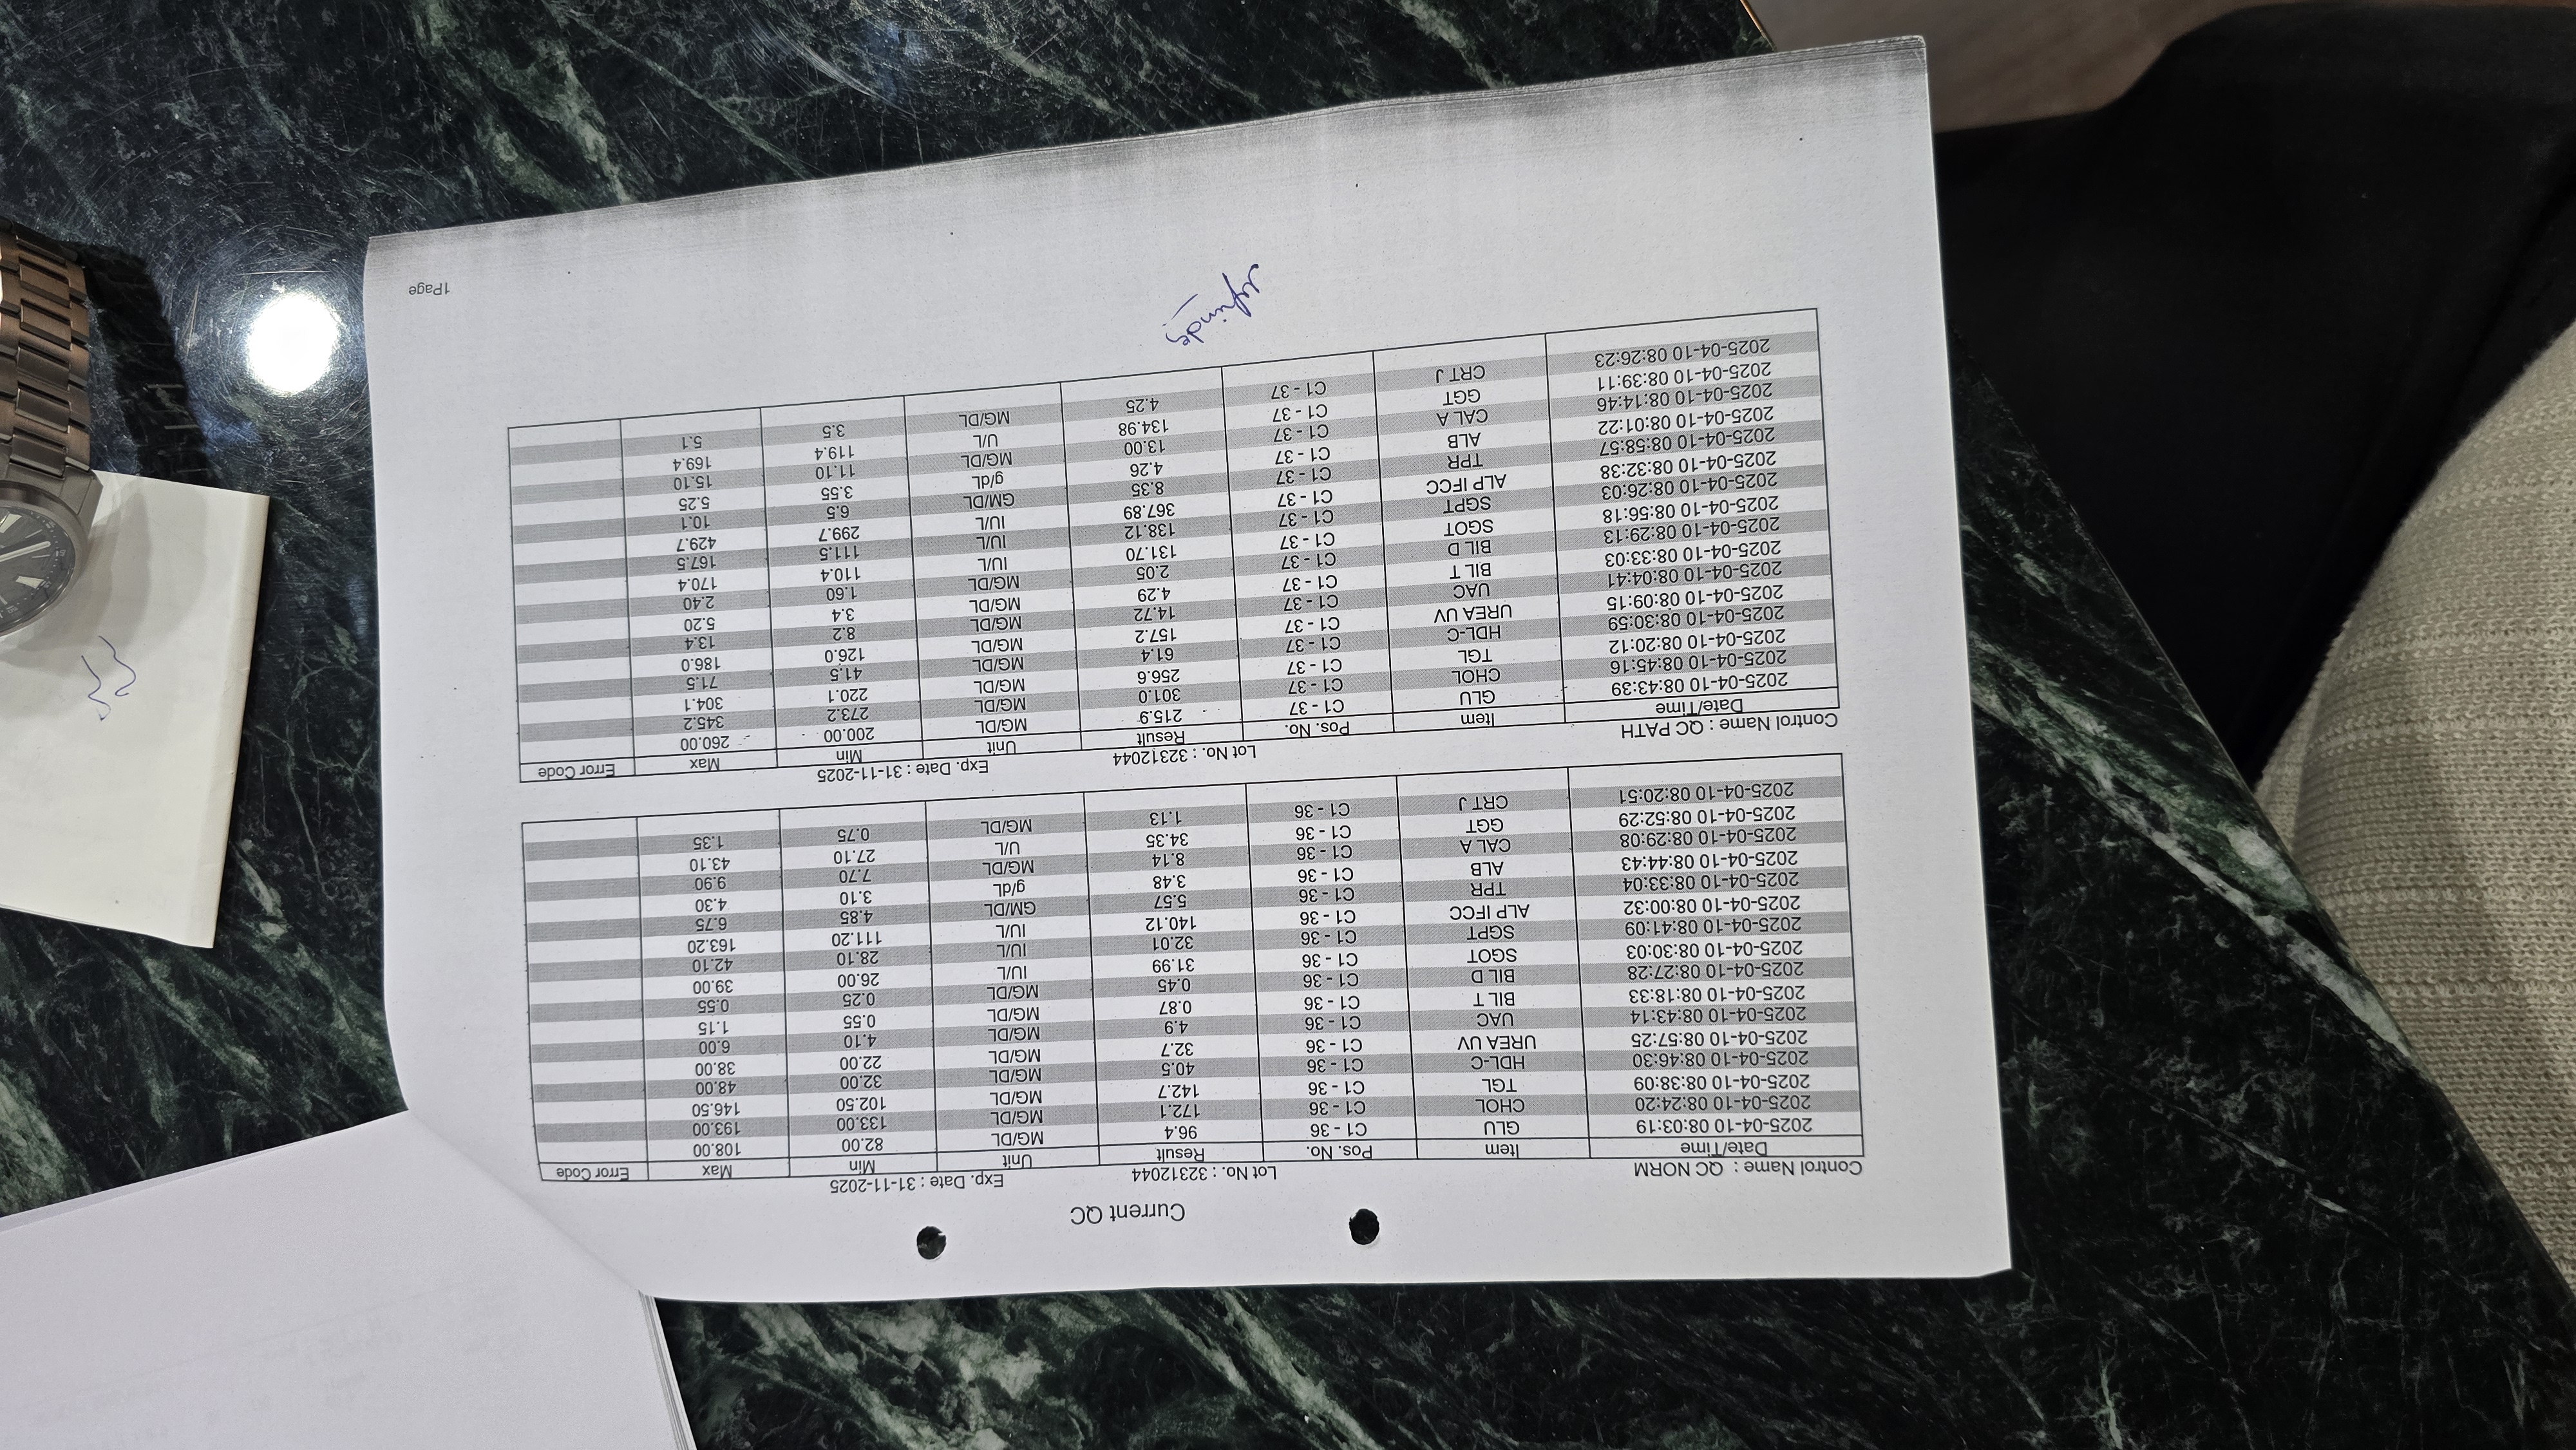 Current QC
Control Name : QC NORM Lot No. : 32312044 Exp. Date : 31-11-2025
Date/Time Item Pos. No. Result Unit Min Max Error Code
2025-04-10 08:03:19 GLU C1 - 36 96.4 MG/DL 82.00 108.00
2025-04-10 08:24:20 CHOL C1 - 36 172.1 MG/DL 133.00 193.00
2025-04-10 08:38:09 TGL C1 - 36 142.7 MG/DL 102.50 146.50
2025-04-10 08:46:30 HDL-C C1 - 36 40.5 MG/DL 32.00 48.00
2025-04-10 08:57:25 UREA UV C1 - 36 32.7 MG/DL 22.00 38.00
2025-04-10 08:43:14 UAC C1 - 36 4.9 MG/DL 4.10 6.00
2025-04-10 08:18:33 BIL T C1 - 36 0.87 MG/DL 0.55 1.15
2025-04-10 08:27:28 BIL D C1 - 36 0.45 MG/DL 0.25 0.55
2025-04-10 08:30:03 SGOT C1 - 36 31.99 IU/L 26.00 39.00
2025-04-10 08:41:09 SGPT C1 - 36 32.01 IU/L 28.10 42.10
2025-04-10 08:00:32 ALP IFCC C1 - 36 140.12 IU/L 111.20 163.20
2025-04-10 08:33:04 TPR C1 - 36 5.57 GM/DL 4.85 6.75
2025-04-10 08:44:43 ALB C1 - 36 3.48 g/dL 3.10 4.30
2025-04-10 08:29:08 CAL A C1 - 36 8.14 MG/DL 7.70 9.90
2025-04-10 08:52:29 GGT C1 - 36 34.35 U/L 27.10 43.10
2025-04-10 08:20:51 CRT J C1 - 36 1.13 MG/DL 0.75 1.35
Control Name : QC PATH Lot No. : 32312044 Exp. Date : 31-11-2025
Date/Time Item Pos. No. Result Unit Min Max Error Code
2025-04-10 08:43:39 GLU C1 - 37 215.9 MG/DL 200.00 260.00
2025-04-10 08:45:16 CHOL C1 - 37 301.0 MG/DL 273.2 345.2
2025-04-10 08:20:12 TGL C1 - 37 256.6 MG/DL 220.1 304.1
2025-04-10 08:30:59 HDL-C C1 - 37 61.4 MG/DL 41.5 71.5
2025-04-10 08:09:15 UREA UV C1 - 37 157.2 MG/DL 126.0 186.0
2025-04-10 08:04:41 UAC C1 - 37 14.72 MG/DL 8.2 13.4
2025-04-10 08:33:03 BIL T C1 - 37 4.29 MG/DL 3.4 5.20
2025-04-10 08:29:13 BIL D C1 - 37 2.05 MG/DL 1.60 2.40
2025-04-10 08:56:18 SGOT C1 - 37 131.70 IU/L 110.4 170.4
2025-04-10 08:26:03 SGPT C1 - 37 138.12 IU/L 111.5 167.5
2025-04-10 08:32:38 ALP IFCC C1 - 37 367.89 IU/L 299.7 429.7
2025-04-10 08:58:57 TPR C1 - 37 8.35 GM/DL 6.5 10.1
2025-04-10 08:01:22 ALB C1 - 37 4.26 g/dL 3.55 5.25
2025-04-10 08:14:46 CAL A C1 - 37 13.00 MG/DL 11.10 15.10
2025-04-10 08:39:11 GGT C1 - 37 134.98 U/L 119.4 169.4
2025-04-10 08:26:23 CRT J C1 - 37 4.25 MG/DL 3.5 5.1
1Page